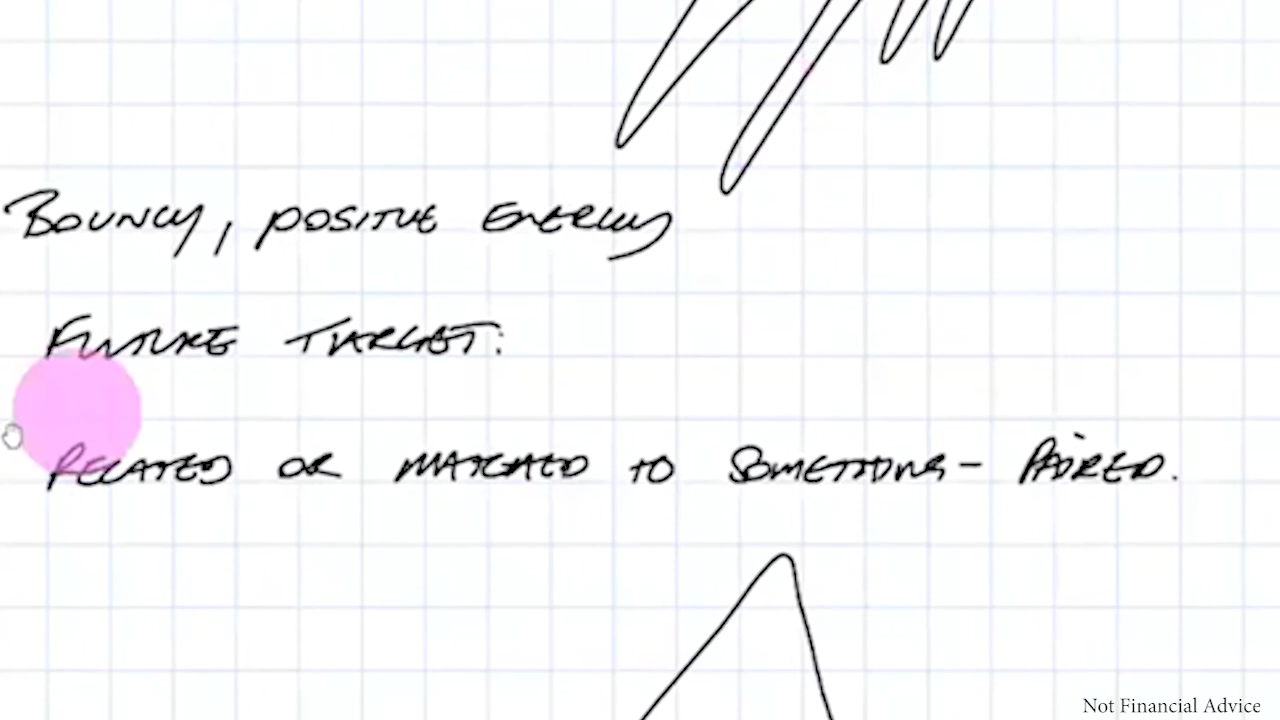 BOUNCY, POSITIVE ENERGY
FUTURE TARGET:
RELATED OR MATCHED TO SOMETHING - PAIRED.
Not Financial Advice